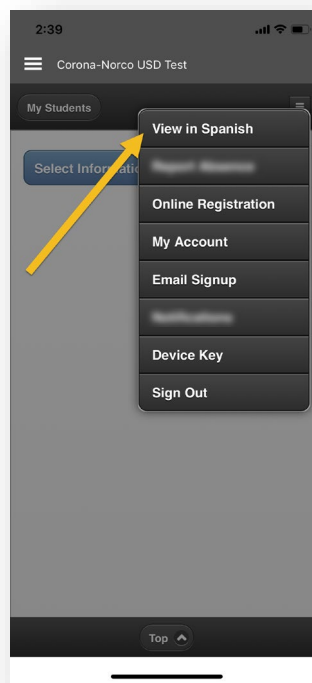 2:39
Corona-Norco USD Test
My Students
View in Spanish
Select
Online Registration
My Account
Email Signup
Device Key
Sign Out
Top